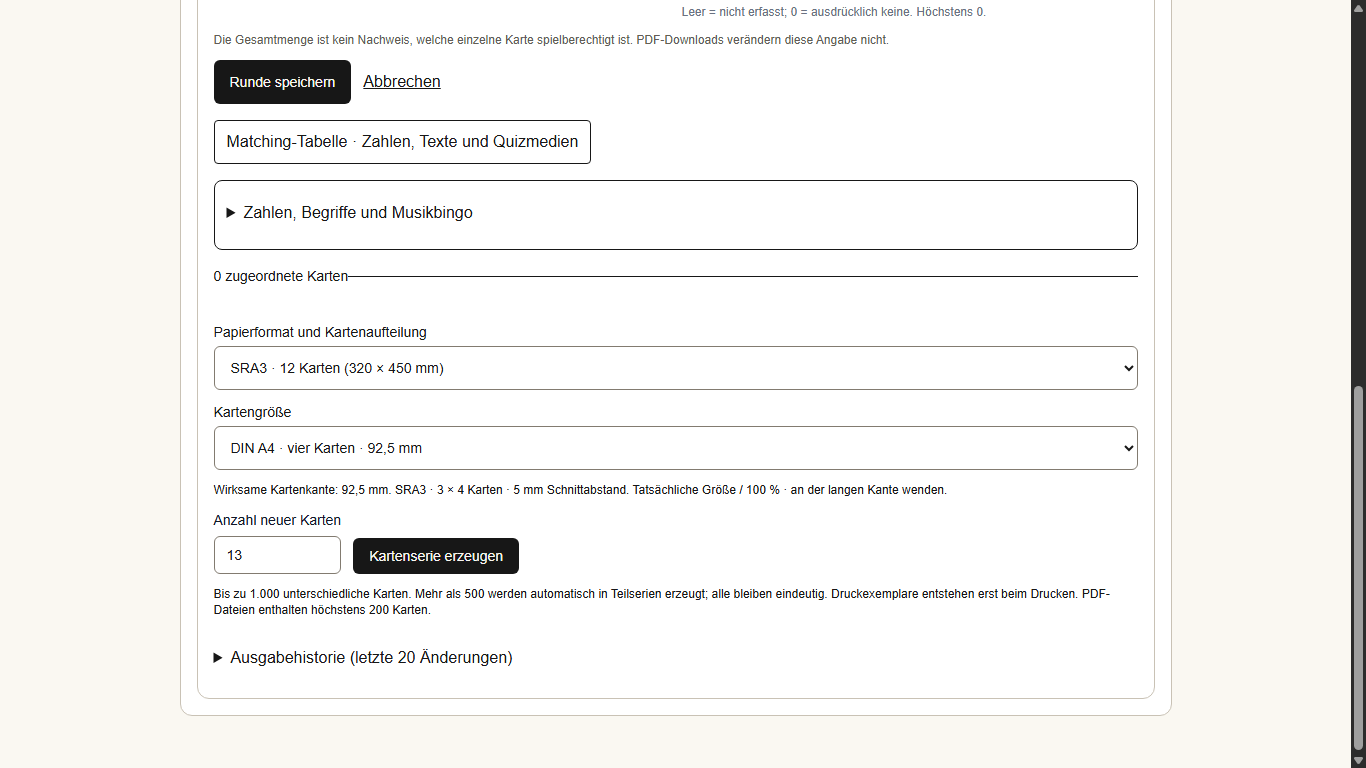 Leer = nicht erfasst; 0 = ausdrücklich keine. Höchstens 0.
Die Gesamtmenge ist kein Nachweis, welche einzelne Karte spielberechtigt ist. PDF-Downloads verändern diese Angabe nicht.
Runde speichern Abbrechen
Matching-Tabelle · Zahlen, Texte und Quizmedien
Zahlen, Begriffe und Musikbingo
0 zugeordnete Karten
Papierformat und Kartenaufteilung
SRA3 · 12 Karten (320 × 450 mm)
Kartengröße
DIN A4 · vier Karten · 92,5 mm
Wirksame Kartenkante: 92,5 mm. SRA3 · 3 × 4 Karten · 5 mm Schnittabstand. Tatsächliche Größe / 100 % · an der langen Kante wenden.
Anzahl neuer Karten
13 Kartenserie erzeugen
Bis zu 1.000 unterschiedliche Karten. Mehr als 500 werden automatisch in Teilserien erzeugt; alle bleiben eindeutig. Druckexemplare entstehen erst beim Drucken. PDF-
Dateien enthalten höchstens 200 Karten.
Ausgabehistorie (letzte 20 Änderungen)